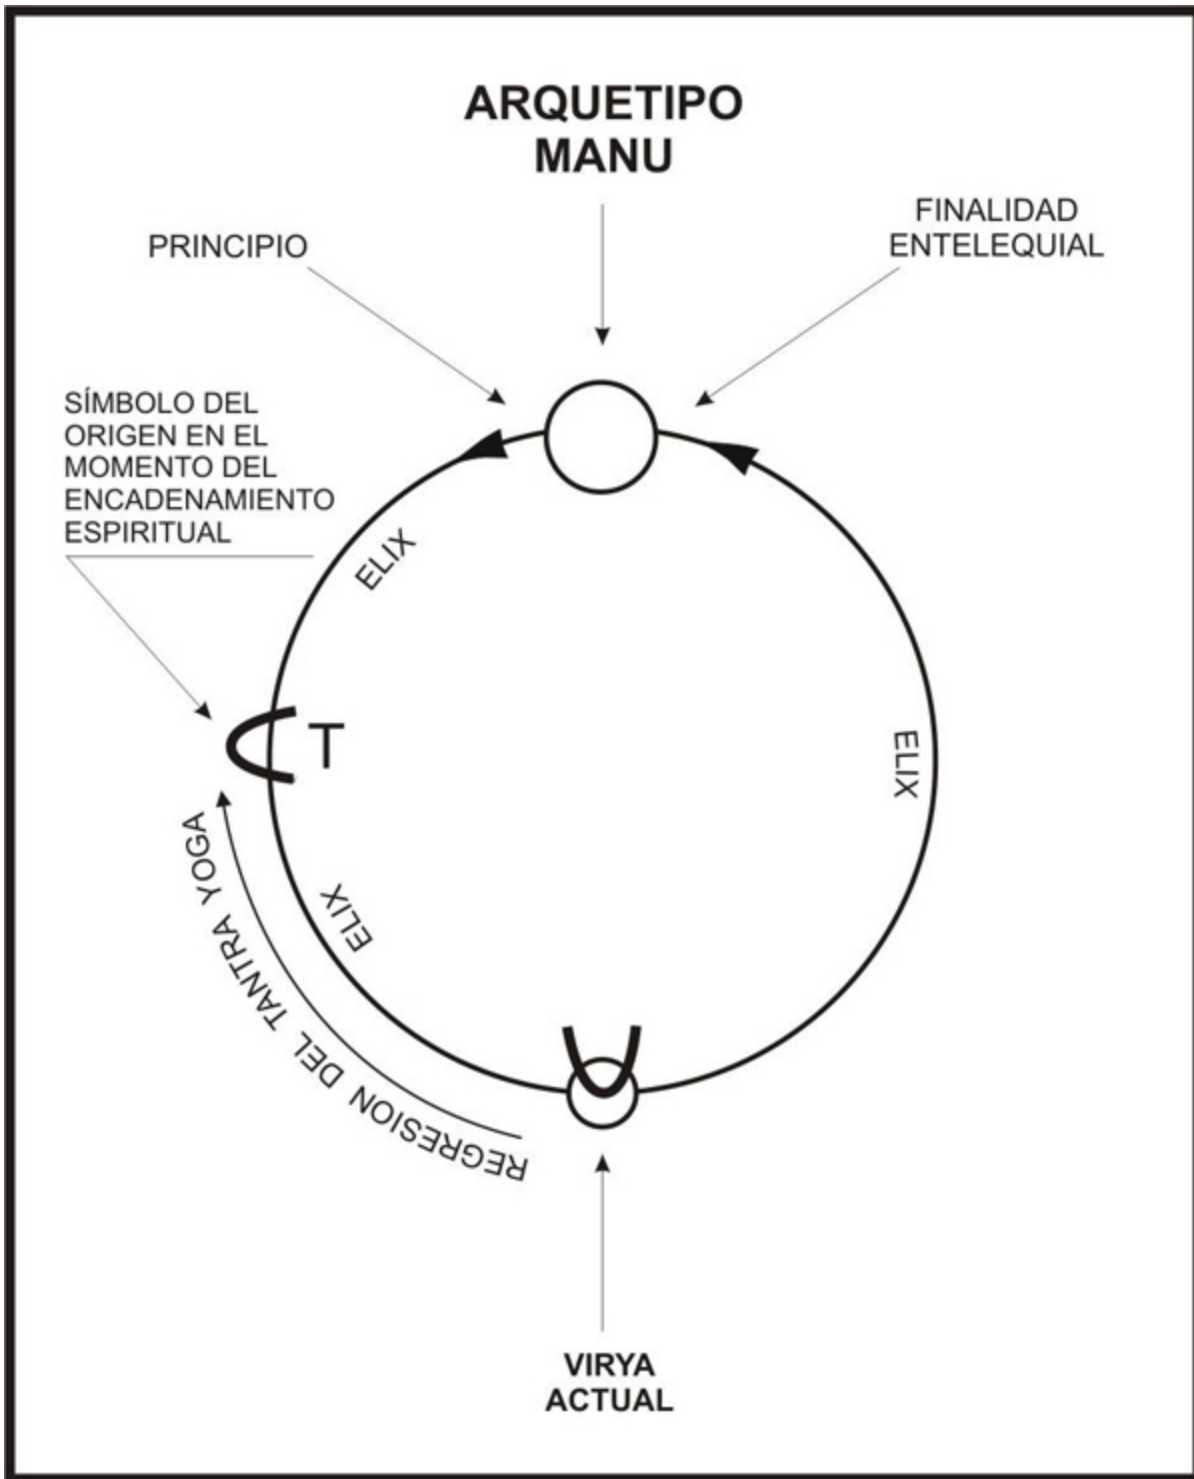 ARQUETIPO
MANU
PRINCIPIO
FINALIDAD
ENTELEQUIAL
SÍMBOLO DEL
ORIGEN EN EL
MOMENTO DEL
ENCADENAMIENTO
ESPIRITUAL
ELIX
T
ELIX
ELIX
REGRESION DEL TANTRA YOGA
VIRYA
ACTUAL